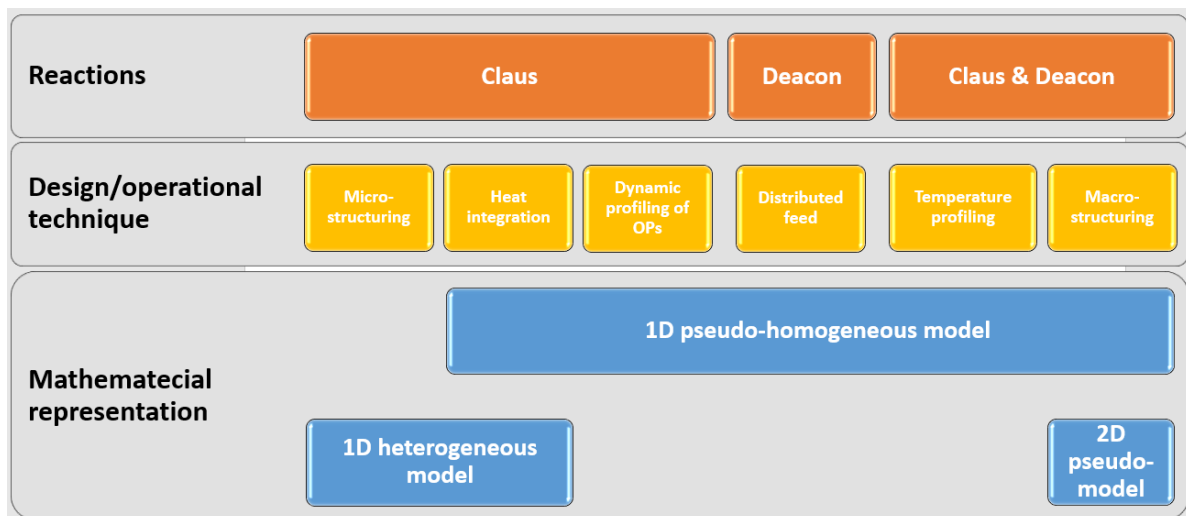 Reactions
Claus
Deacon
Claus & Deacon
Design/operational
technique
Micro-
structuring
Heat
integration
Dynamic
profiling of
OPs
Distributed
feed
Temperature
profiling
Macro-
structuring
Mathematecial
representation
1D pseudo-homogeneous model
1D heterogeneous
model
2D
pseudo-
model